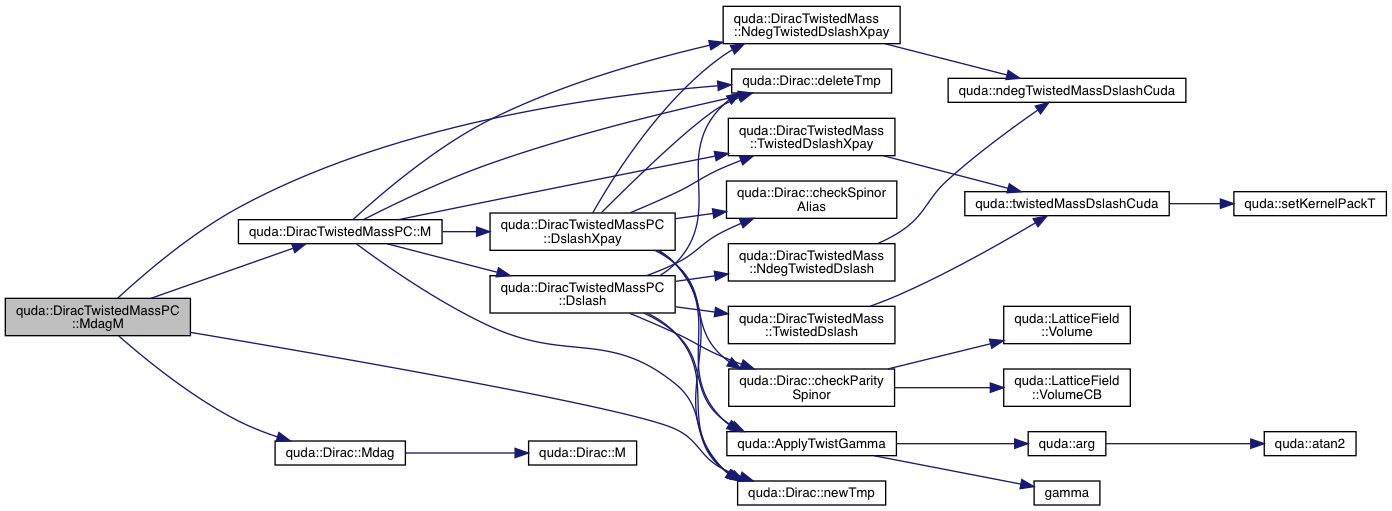 quda::DiracTwistedMassPC
::MdagM
quda::DiracTwistedMassPC::M
quda::Dirac::Mdag
quda::DiracTwistedMassPC
::DslashXpay
quda::DiracTwistedMassPC
::Dslash
quda::Dirac::M
quda::DiracTwistedMass
::NdegTwistedDslashXpay
quda::Dirac::deleteTmp
quda::DiracTwistedMass
::TwistedDslashXpay
quda::Dirac::checkSpinor
Alias
quda::DiracTwistedMass
::NdegTwistedDslash
quda::DiracTwistedMass
::TwistedDslash
quda::Dirac::checkParity
Spinor
quda::ApplyTwistGamma
quda::Dirac::newTmp
quda::ndegTwistedMassDslashCuda
quda::twistedMassDslashCuda
quda::LatticeField
::Volume
quda::LatticeField
::VolumeCB
quda::arg
gamma
quda::setKernelPackT
quda::atan2